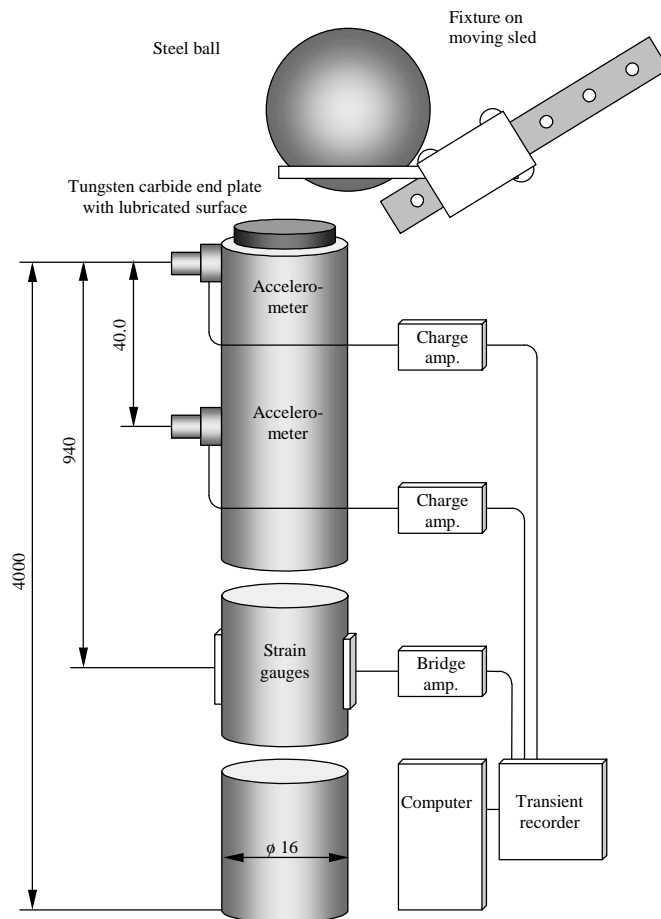 Fixture on
moving sled
Steel ball
Tungsten carbide end plate
with lubricated surface
Accelero-
meter
40.0
Charge
amp.
Accelero-
meter
940
Charge
amp.
4000
Strain
gauges
Bridge
amp.
Computer
Transient
recorder
ø 16